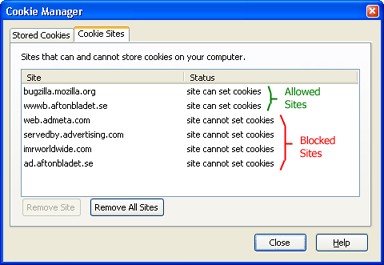 Cookie Manager
Stored Cookies Cookie Sites
Sites that can and cannot store cookies on your computer.
Site Status
bugzilla.mozilla.org site can set cookies
wwwb.aftonbladet.se site can set cookies
web.admeta.com site cannot set cookies
servedby.advertising.com site cannot set cookies
imrworldwide.com site cannot set cookies
ad.aftonbladet.se site cannot set cookies
Allowed
Sites
Blocked
Sites
Remove Site Remove All Sites
Close Help